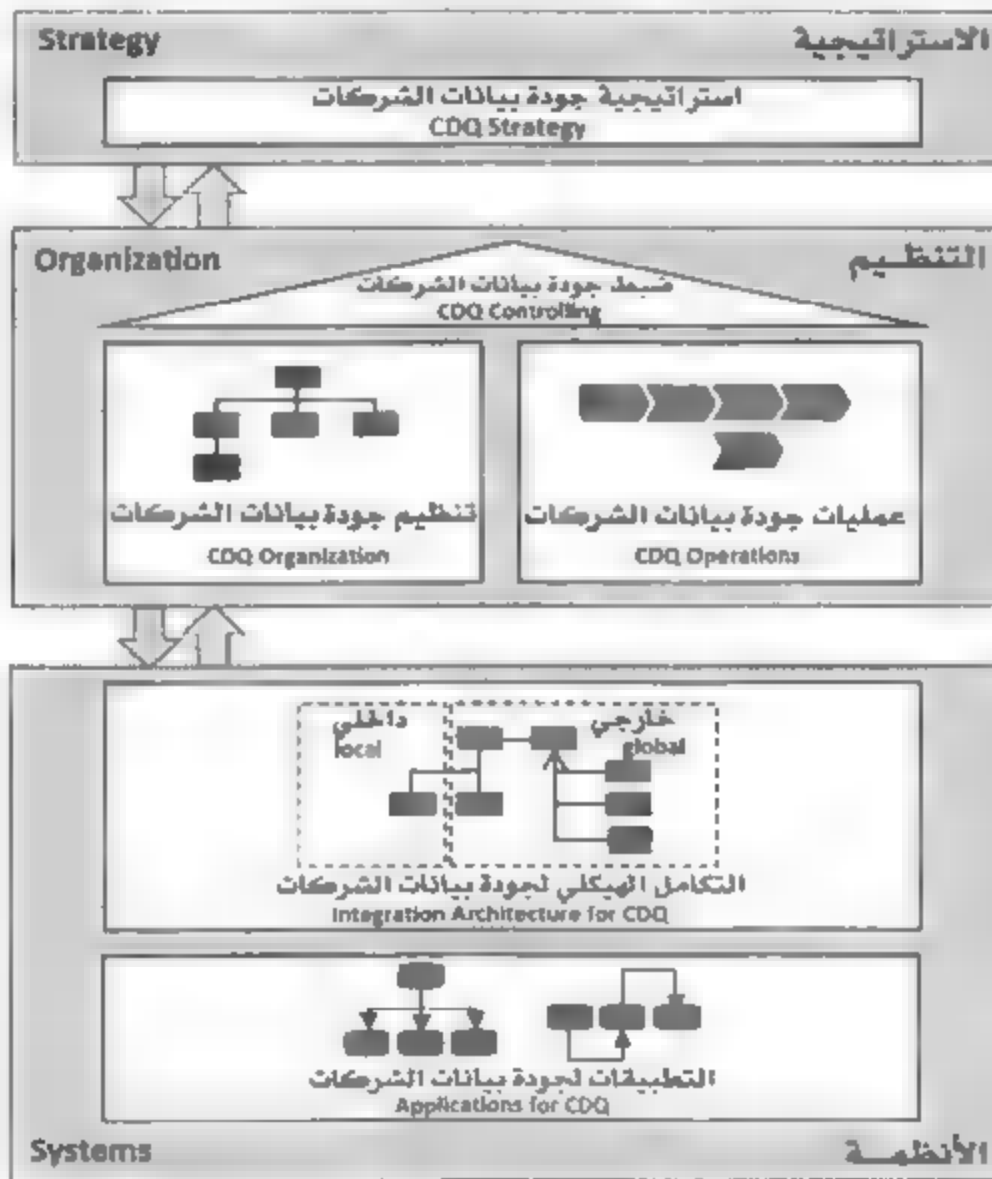 Strategy
الاستراتيجية
استراتيجية جودة بيانات الشركات
CDQ Strategy
Organization
التنظــيم
ضبط جودة بيانات الشركات
CDQ Controlling
تنظيم جودة بيانات الشركات
CDQ Organization
عمليات جودة بيانات الشركات
CDQ Operations
داخلي
local
خارجي
global
التكامل الهيكلي لجودة بيانات الشركات
Integration Architecture for CDQ
التطبيقات لجودة بيانات الشركات
Applications for CDQ
Systems
الأنظمــة